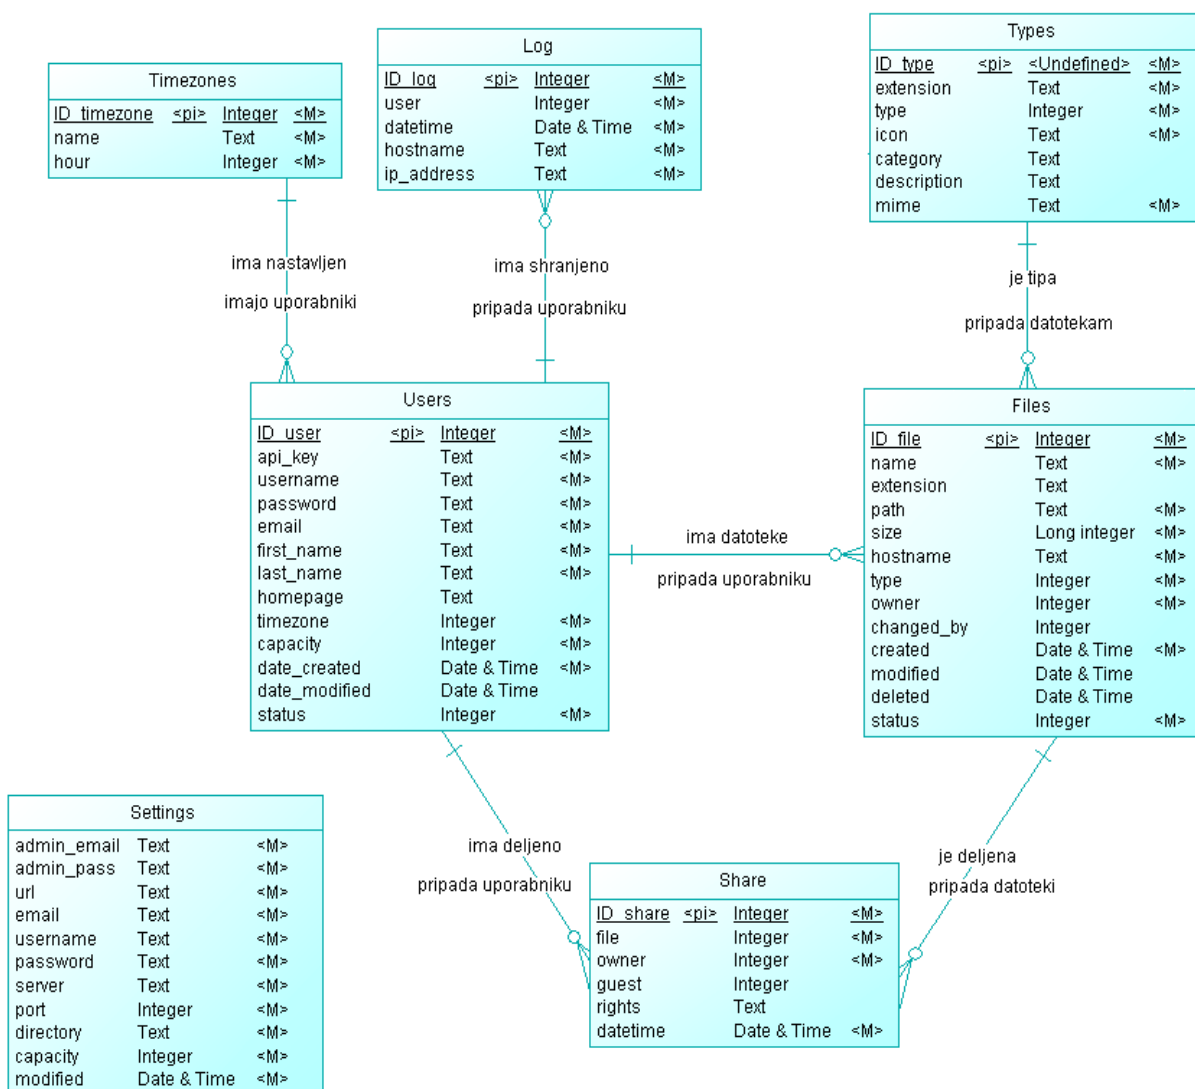 Timezones
ID_timezone <pi> Integer <M>
name Text <M>
hour Integer <M>
Log
ID_log <pi> Integer <M>
user Integer <M>
datetime Date & Time <M>
hostname Text <M>
ip_address Text <M>
Types
ID_type <pi> <Undefined> <M>
extension Text <M>
type Integer <M>
icon Text <M>
category Text
description Text
mime Text <M>
ima nastavljen
imajo uporabniki
ima shranjeno
pripada uporabniku
je tipa
pripada datotekam
Users
ID_user <pi> Integer <M>
api_key Text <M>
username Text <M>
password Text <M>
email Text <M>
first_name Text <M>
last_name Text <M>
homepage Text
timezone Integer <M>
capacity Integer <M>
date_created Date & Time <M>
date_modified Date & Time
status Integer <M>
ima datoteke
pripada uporabniku
Files
ID_file <pi> Integer <M>
name Text <M>
extension Text
path Text <M>
size Long integer <M>
hostname Text <M>
type Integer <M>
owner Integer <M>
changed_by Integer
created Date & Time <M>
modified Date & Time
deleted Date & Time
status Integer <M>
Settings
admin_email Text <M>
admin_pass Text <M>
url Text <M>
email Text <M>
username Text <M>
password Text <M>
server Text <M>
port Integer <M>
directory Text <M>
capacity Integer <M>
modified Date & Time <M>
ima deljeno
pripada uporabniku
je deljena
pripada datoteki
Share
ID_share <pi> Integer <M>
file Integer <M>
owner Integer <M>
guest Integer
rights Text
datetime Date & Time <M>